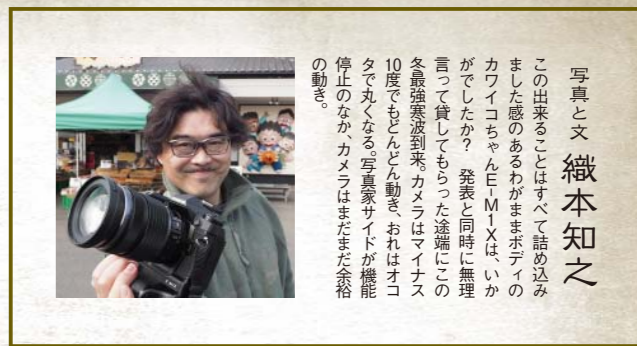 写真と文 織本知之
この出来ることはすべて詰め込み
ました感のあるわがままボディの
カワイコちゃんE-M1Xは、いか
がでしたか？ 発表と同時に無理
言って貸してもらった途端にこの
冬最強寒波到来。カメラはマイナス
10度でもどんどん動き、おれはオコ
タで丸くなる。写真家サイドが機能
停止のなか、カメラはまだまだ余裕
の動き。